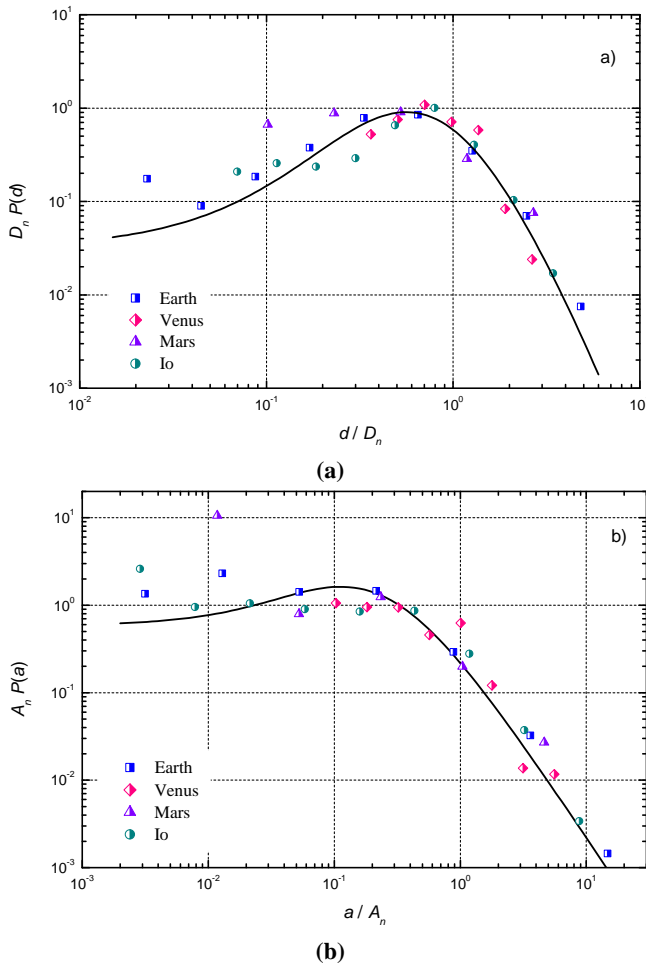 10^1
a)
10^0
D_n P(d)
10^-1
10^-2
Earth
Venus
Mars
Io
10^-3
10^-2 10^-1 10^0 10
d / D_n
(a)
10^1
b)
10^0
A_n P(a)
10^-1
10^-2
Earth
Venus
Mars
Io
10^-3
10^-3 10^-2 10^-1 10^0 10^1
a / A_n
(b)